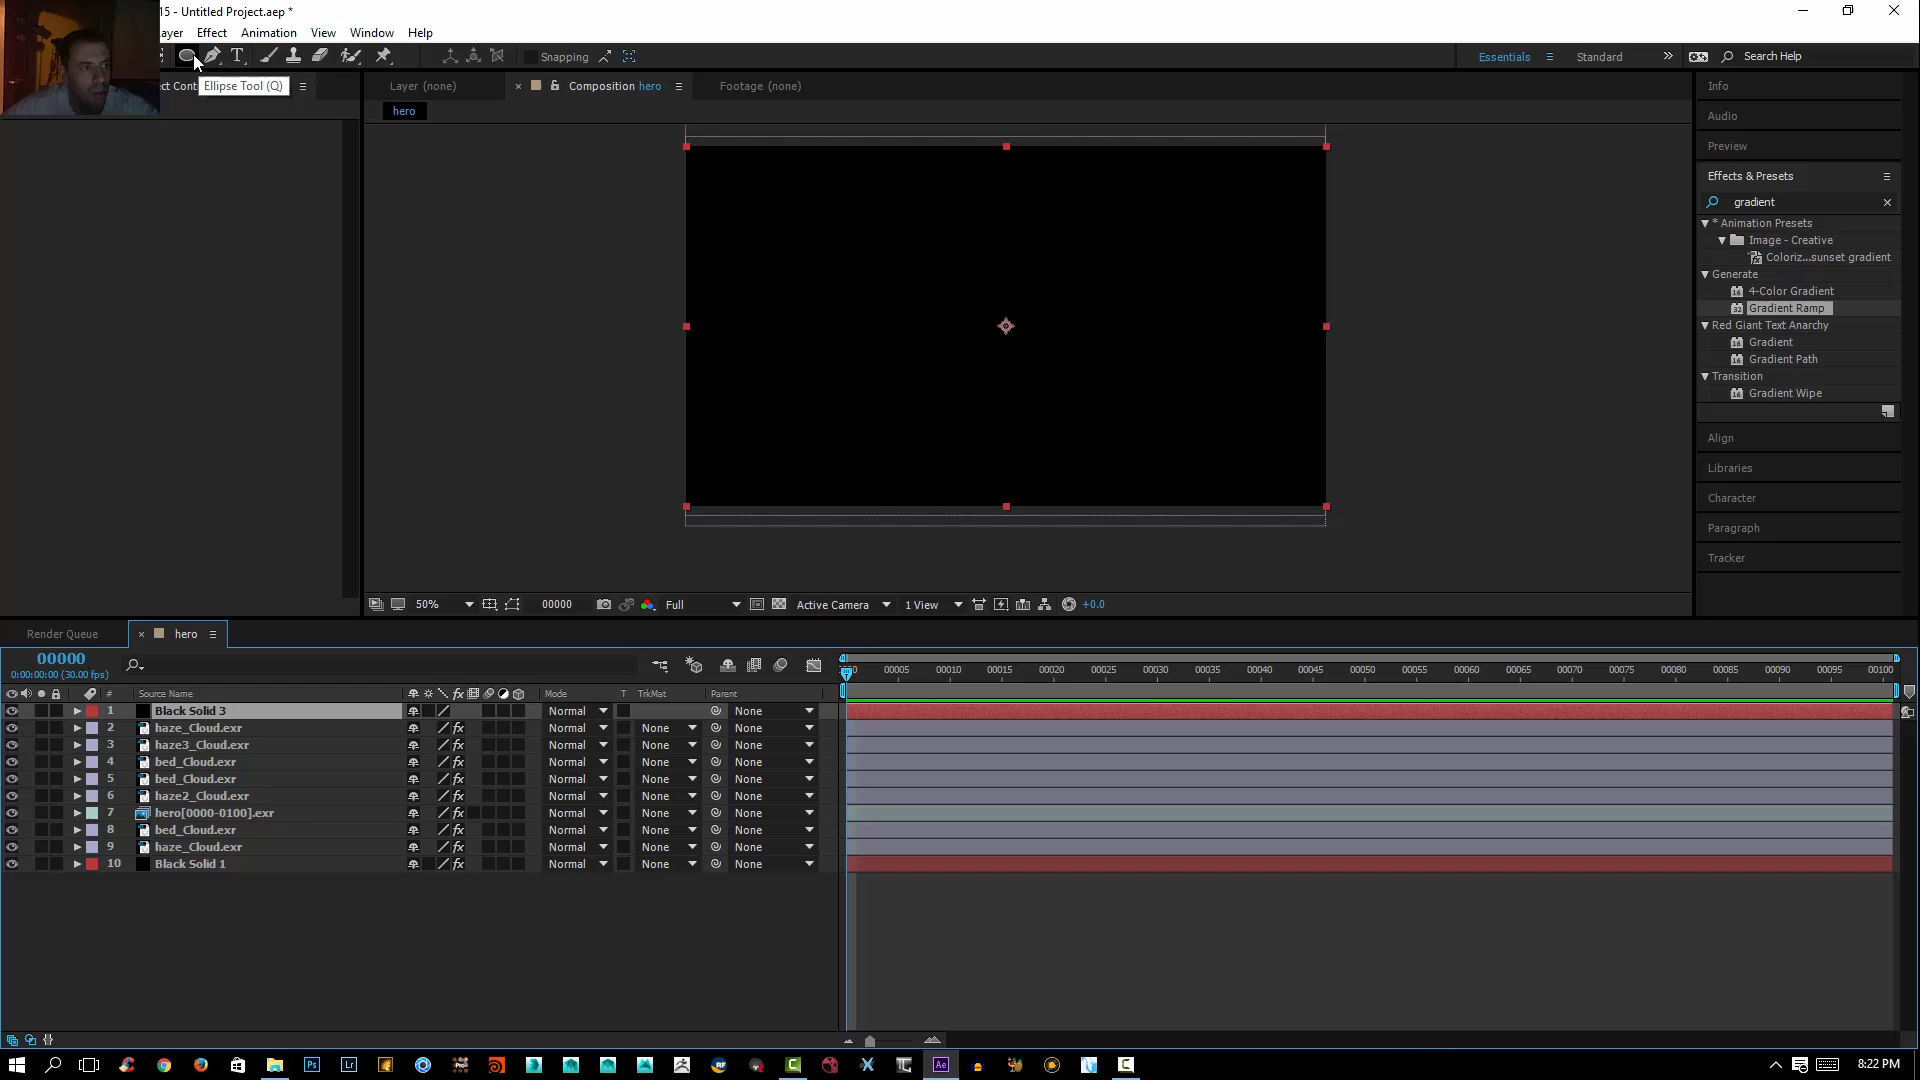 15 - Untitled Project.aep *
ayer Effect Animation View Window Help
Snapping
Essentials
Standard
Search Help
ect Cont
Ellipse Tool (Q)
Layer (none)
Composition hero
Footage (none)
hero
Info
Audio
Preview
Effects & Presets
gradient
* Animation Presets
Image - Creative
Coloriz...sunset gradient
Generate
4-Color Gradient
Gradient Ramp
Red Giant Text Anarchy
Gradient
Gradient Path
Transition
Gradient Wipe
Align
Libraries
Character
Paragraph
Tracker
50%
00000
Full
Active Camera
1 View
+0.0
Render Queue
hero
00000
0:00:00:00 (30.00 fps)
00005 00010 00015 00020 00025 00030 00035 00040 00045 00050 00055 00060 00065 00070 00075 00080 00085 00090 00095 00100
# Source Name Mode T TrkMat Parent
1 Black Solid 3 Normal None
2 haze_Cloud.exr Normal None None
3 haze3_Cloud.exr Normal None None
4 bed_Cloud.exr Normal None None
5 bed_Cloud.exr Normal None None
6 haze2_Cloud.exr Normal None None
7 hero[0000-0100].exr Normal None None
8 bed_Cloud.exr Normal None None
9 haze_Cloud.exr Normal None None
10 Black Solid 1 Normal None None
8:22 PM